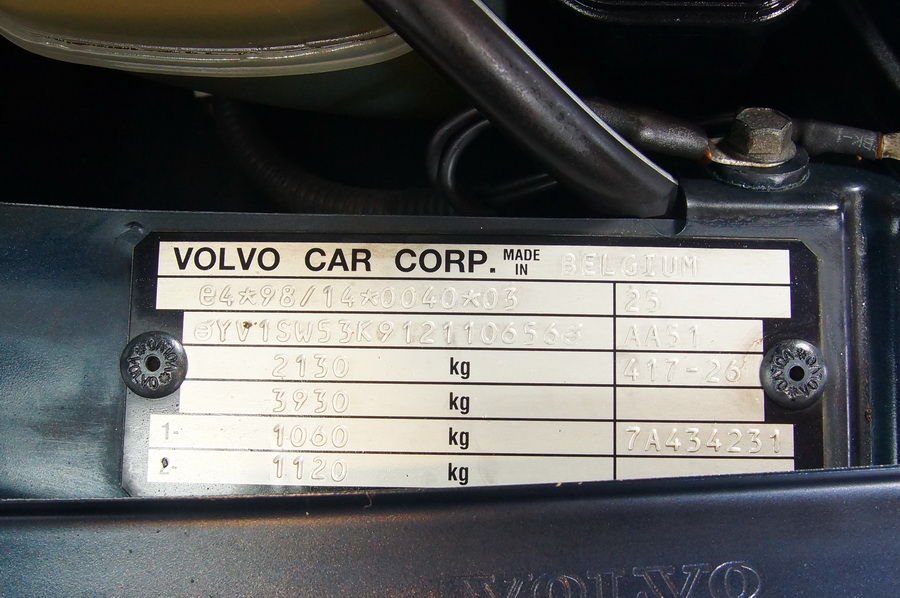 VOLVO CAR CORP. MADE IN BELGIUM
e4*98/14*0040*03 25
YV1SW53K912110656 AA51
2130 kg 417-26
3930 kg
1- 1060 kg 7A434231
2- 1120 kg
VOLVO